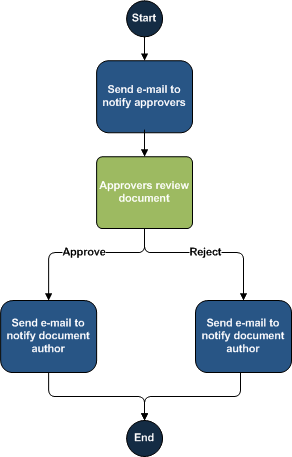 Start
Send e-mail to
notify approvers
Approvers review
document
Approve
Reject
Send e-mail to
notify document
author
Send e-mail to
notify document
author
End